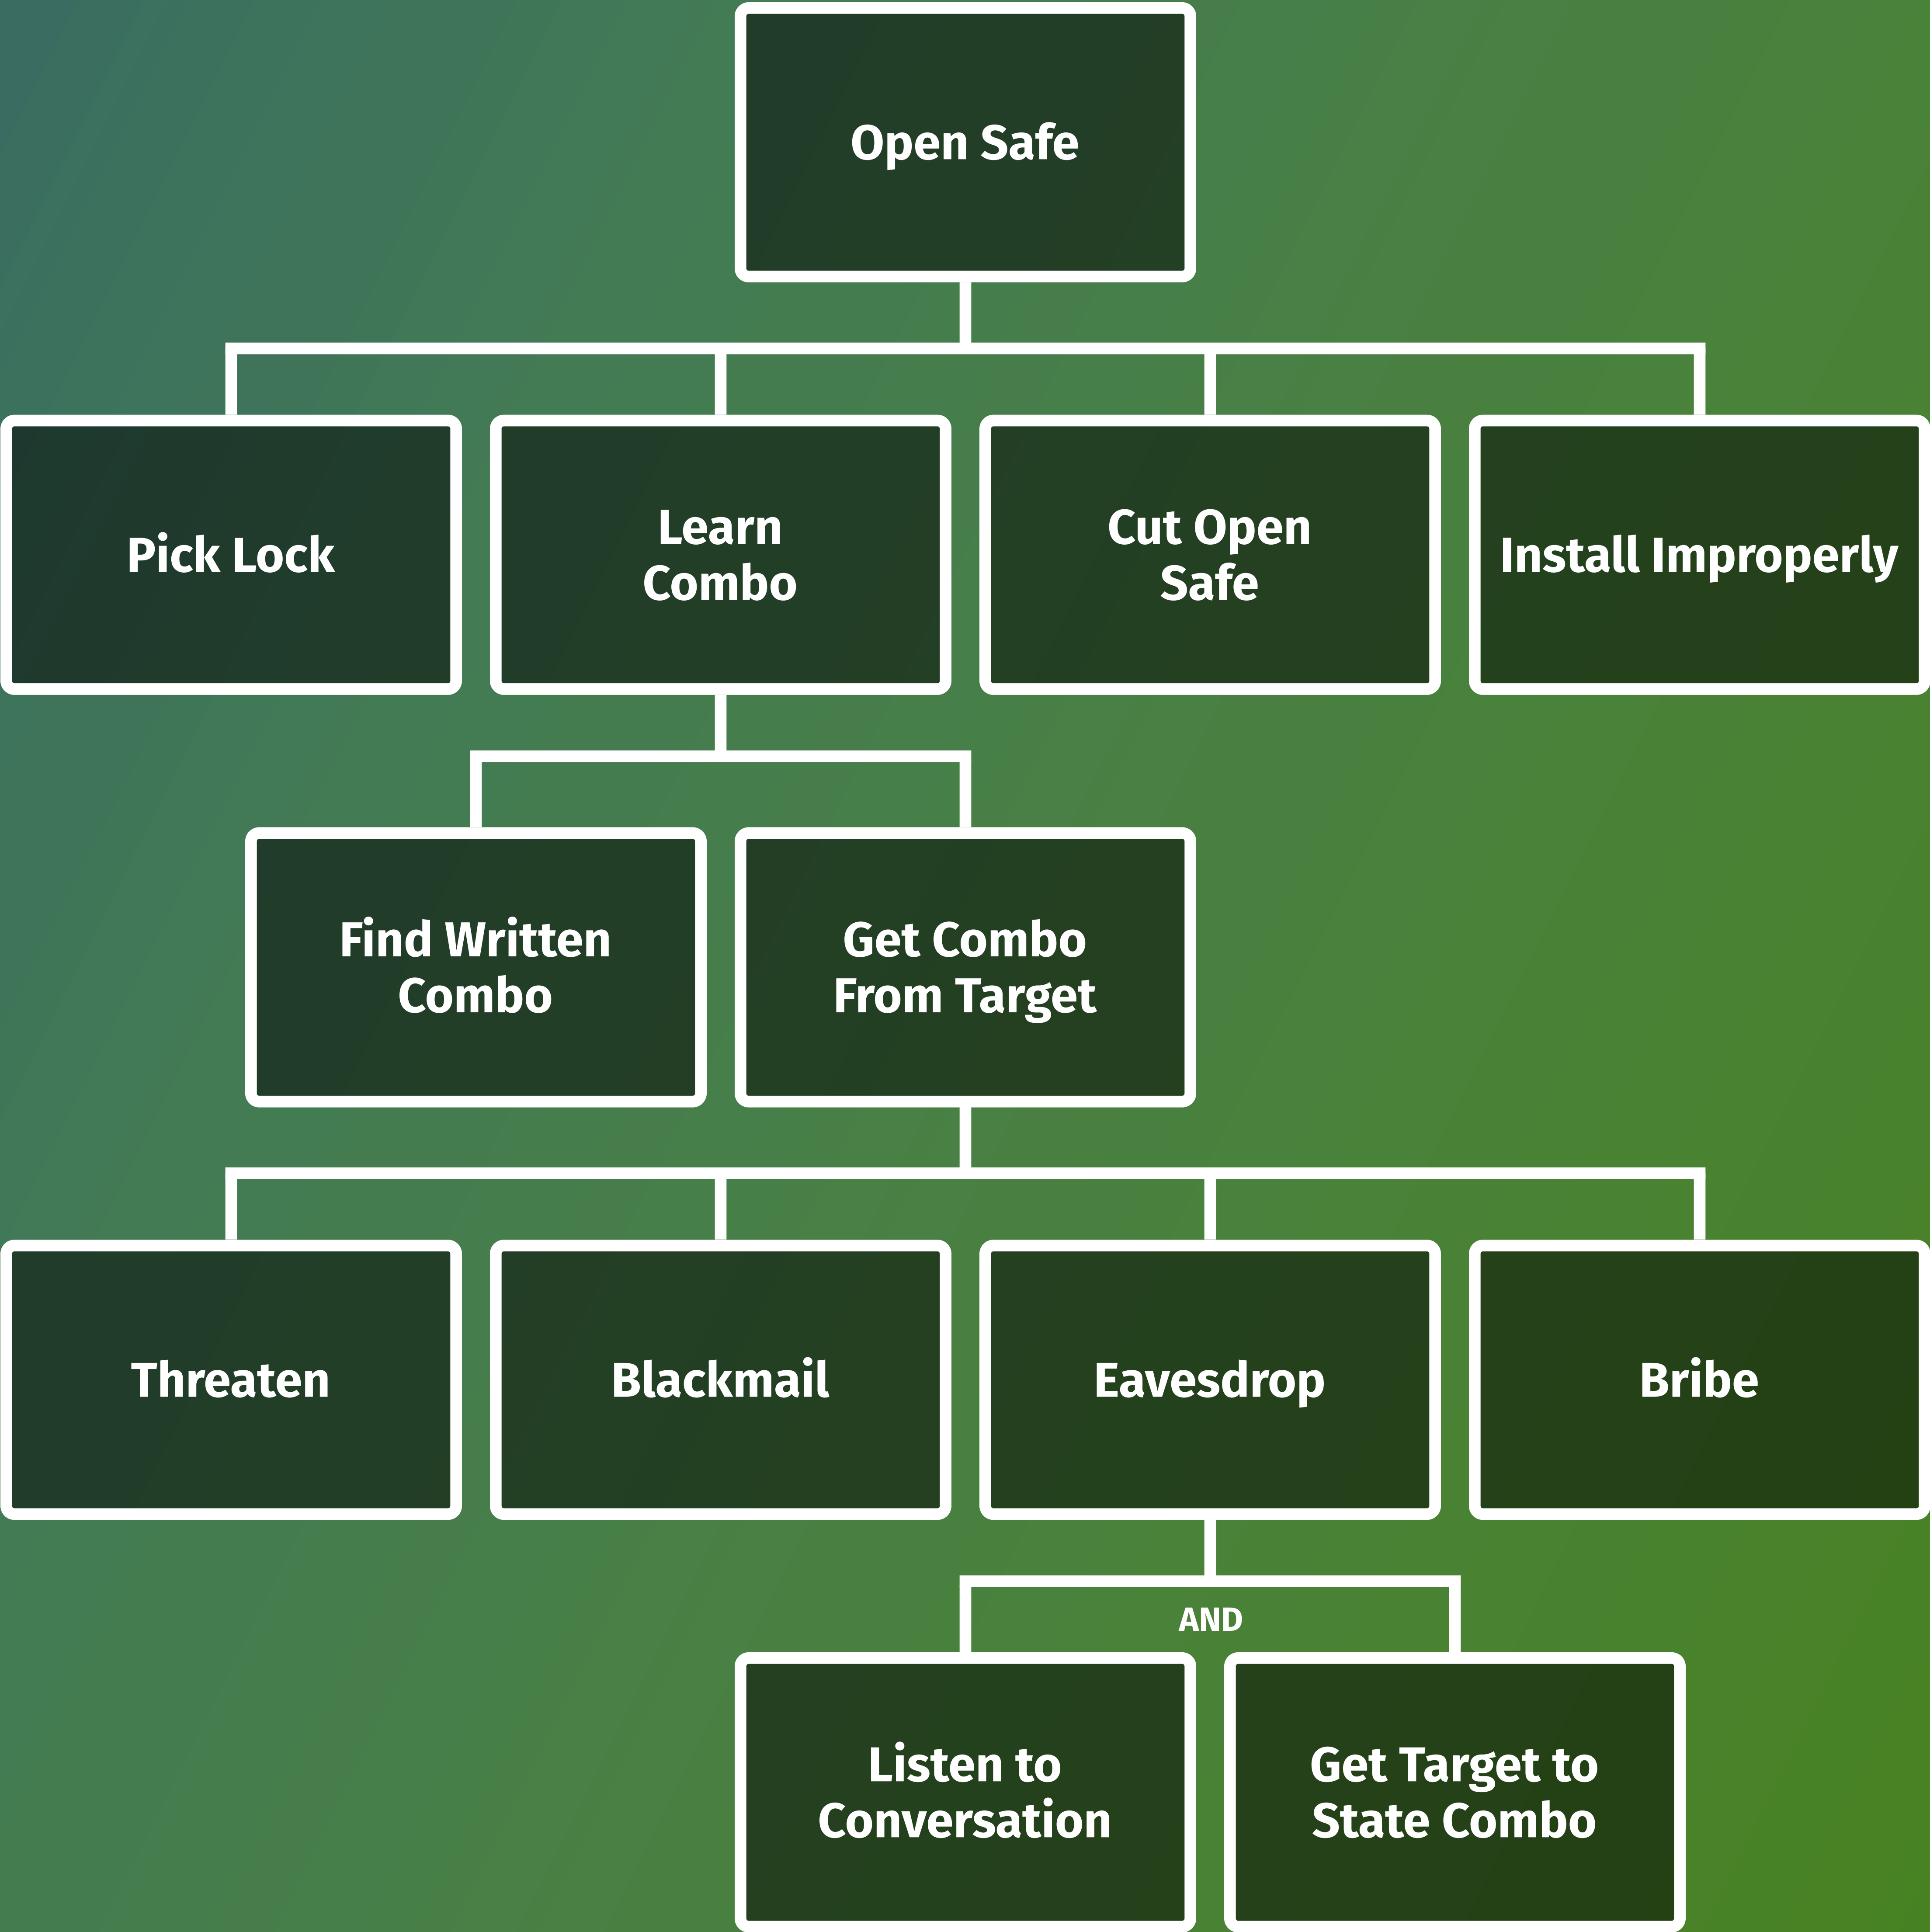 Open Safe
Pick Lock
Learn
Combo
Cut Open
Safe
Install Improperly
Find Written
Combo
Get Combo
From Target
Threaten
Blackmail
Eavesdrop
Bribe
AND
Listen to
Conversation
Get Target to
State Combo